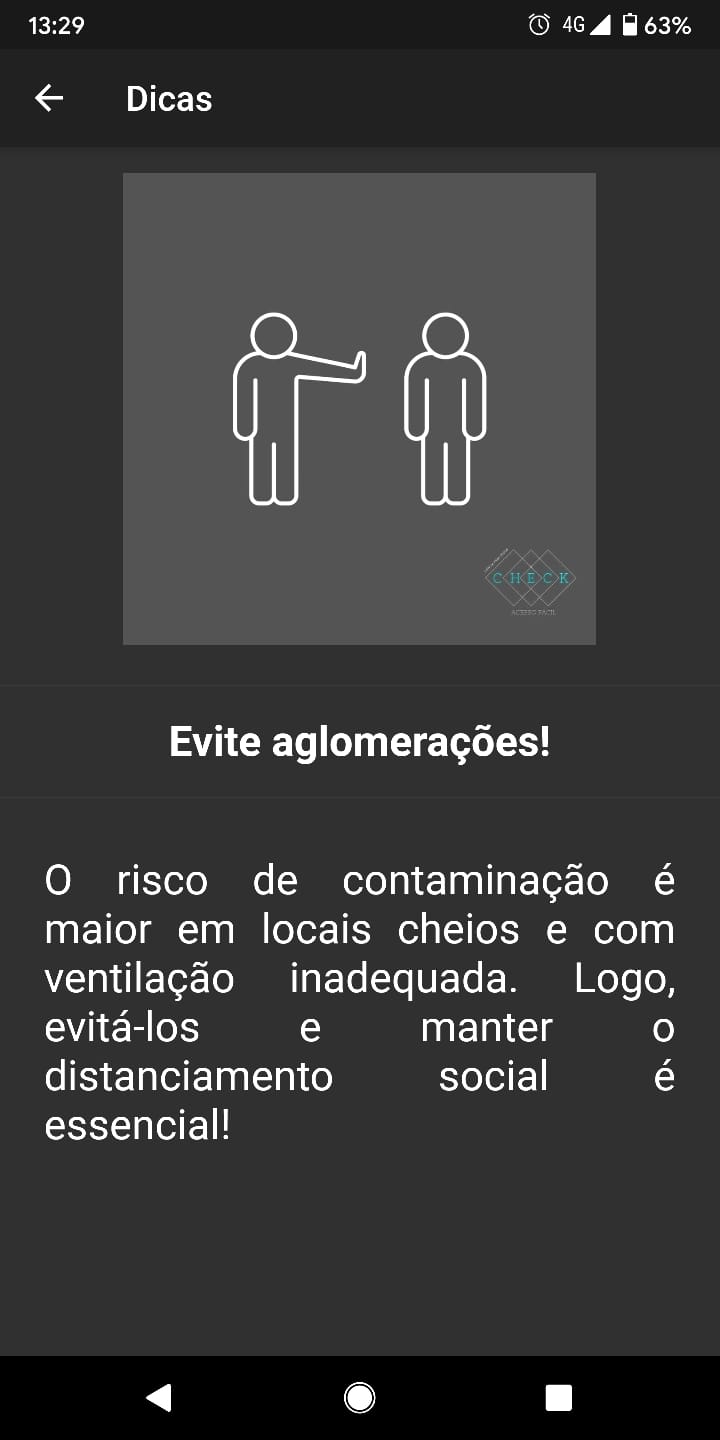 13:29
4G
63%
Dicas
CHECK
ACESSO FÁCIL
Evite aglomerações!
O risco de contaminação é
maior em locais cheios e com
ventilação inadequada. Logo,
evitá-los e manter o
distanciamento social é
essencial!